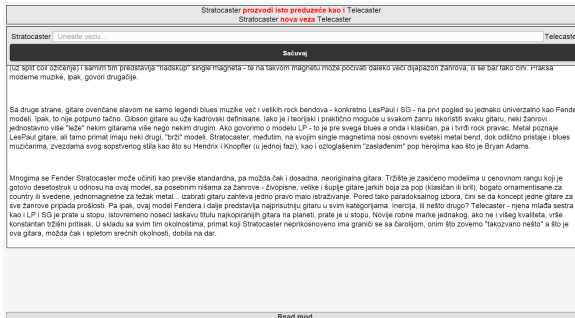 Stratocaster prozvodi isto preduzeće kao i Telecaster
Stratocaster nova veza Telecaster
Stratocaster Unesite vezu... Telecaste
Sačuvaj
(uz split coil ožičenje) i samim tim predstavlja "nadskup" single magneta - te na takvom magnetu može počivati daleko veći dijapazon žanrova, ili se bar tako čini. Praksa
moderne muzike, ipak, govori drugačije.
Sa druge strane, gitare ovenčane slavom ne samo legendi blues muzike već i velikih rock bendova - konkretno LesPaul i SG - na prvi pogled su jednako univerzalno kao Fende
modeli. Ipak, to nije potpuno tačno. Gibson gitare su uže kadrovski definisane. Iako je i teorijski i praktično moguće u svakom žanru iskoristiti svaku gitaru, neki žanrovi
jednostavno više "leže" nekim gitarama više nego nekim drugim. Ako govorimo o modelu LP - to je pre svega blues a onda i klasičan, pa i tvrđi rock pravac. Metal poznaje
LesPaul gitare, ali tamo primat imaju neki drugi, "brži" modeli. Stratocaster, međutim, na svojim single magnetima nosi osnovni svetski metal bend, dok odlično pristaje i blues
muzičarima, zvezdama svog sopstvenog stila kao što su Hendrix i Knopfler (u jednoj fazi), kao i ozloglašenim "zaslađenim" pop herojima kao što je Bryan Adams.
Mnogima se Fender Stratocaster može učiniti kao previše standardna, pa možda čak i dosadna, neoriginalna gitara. Tržište je zasićeno modelima u cenovnom rangu koji je
gotovo desetostruk u odnosu na ovaj model, sa posebnim nišama za žanrove - živopisne, velike i šuplje gitare jarkih boja za pop (klasičan ili brit), bogato ornamentisane za
country ili svedene, jednomagnetne za težak metal... izabrati gitaru zahteva jedno pravo malo istraživanje. Pored tako paradoksalnog izbora, čini se da koncept jedne gitare za
sve žanrove pripada prošlosti. Pa ipak, ovaj model Fendera i dalje predstavlja najprisutniju gitaru u svim kategorijama. Inercija, ili nešto drugo? Telecaster - njena mlađa sestra
kao i LP i SG je prate u stopu, istovremeno noseći laskavu titulu najkopiranijih gitara na planeti, prate je u stopu. Novije robne marke jednakog, ako ne i višeg kvaliteta, vrše
konstantan tržišni pritisak. U skladu sa svim tim okolnostima, primat koji Stratocaster neprikosnoveno ima graniči se sa čarolijom, onim što zovemo "takozvano nešto" a što je
ova gitara, možda čak i spletom srećnih okolnosti, dobila na dar.
Read mod